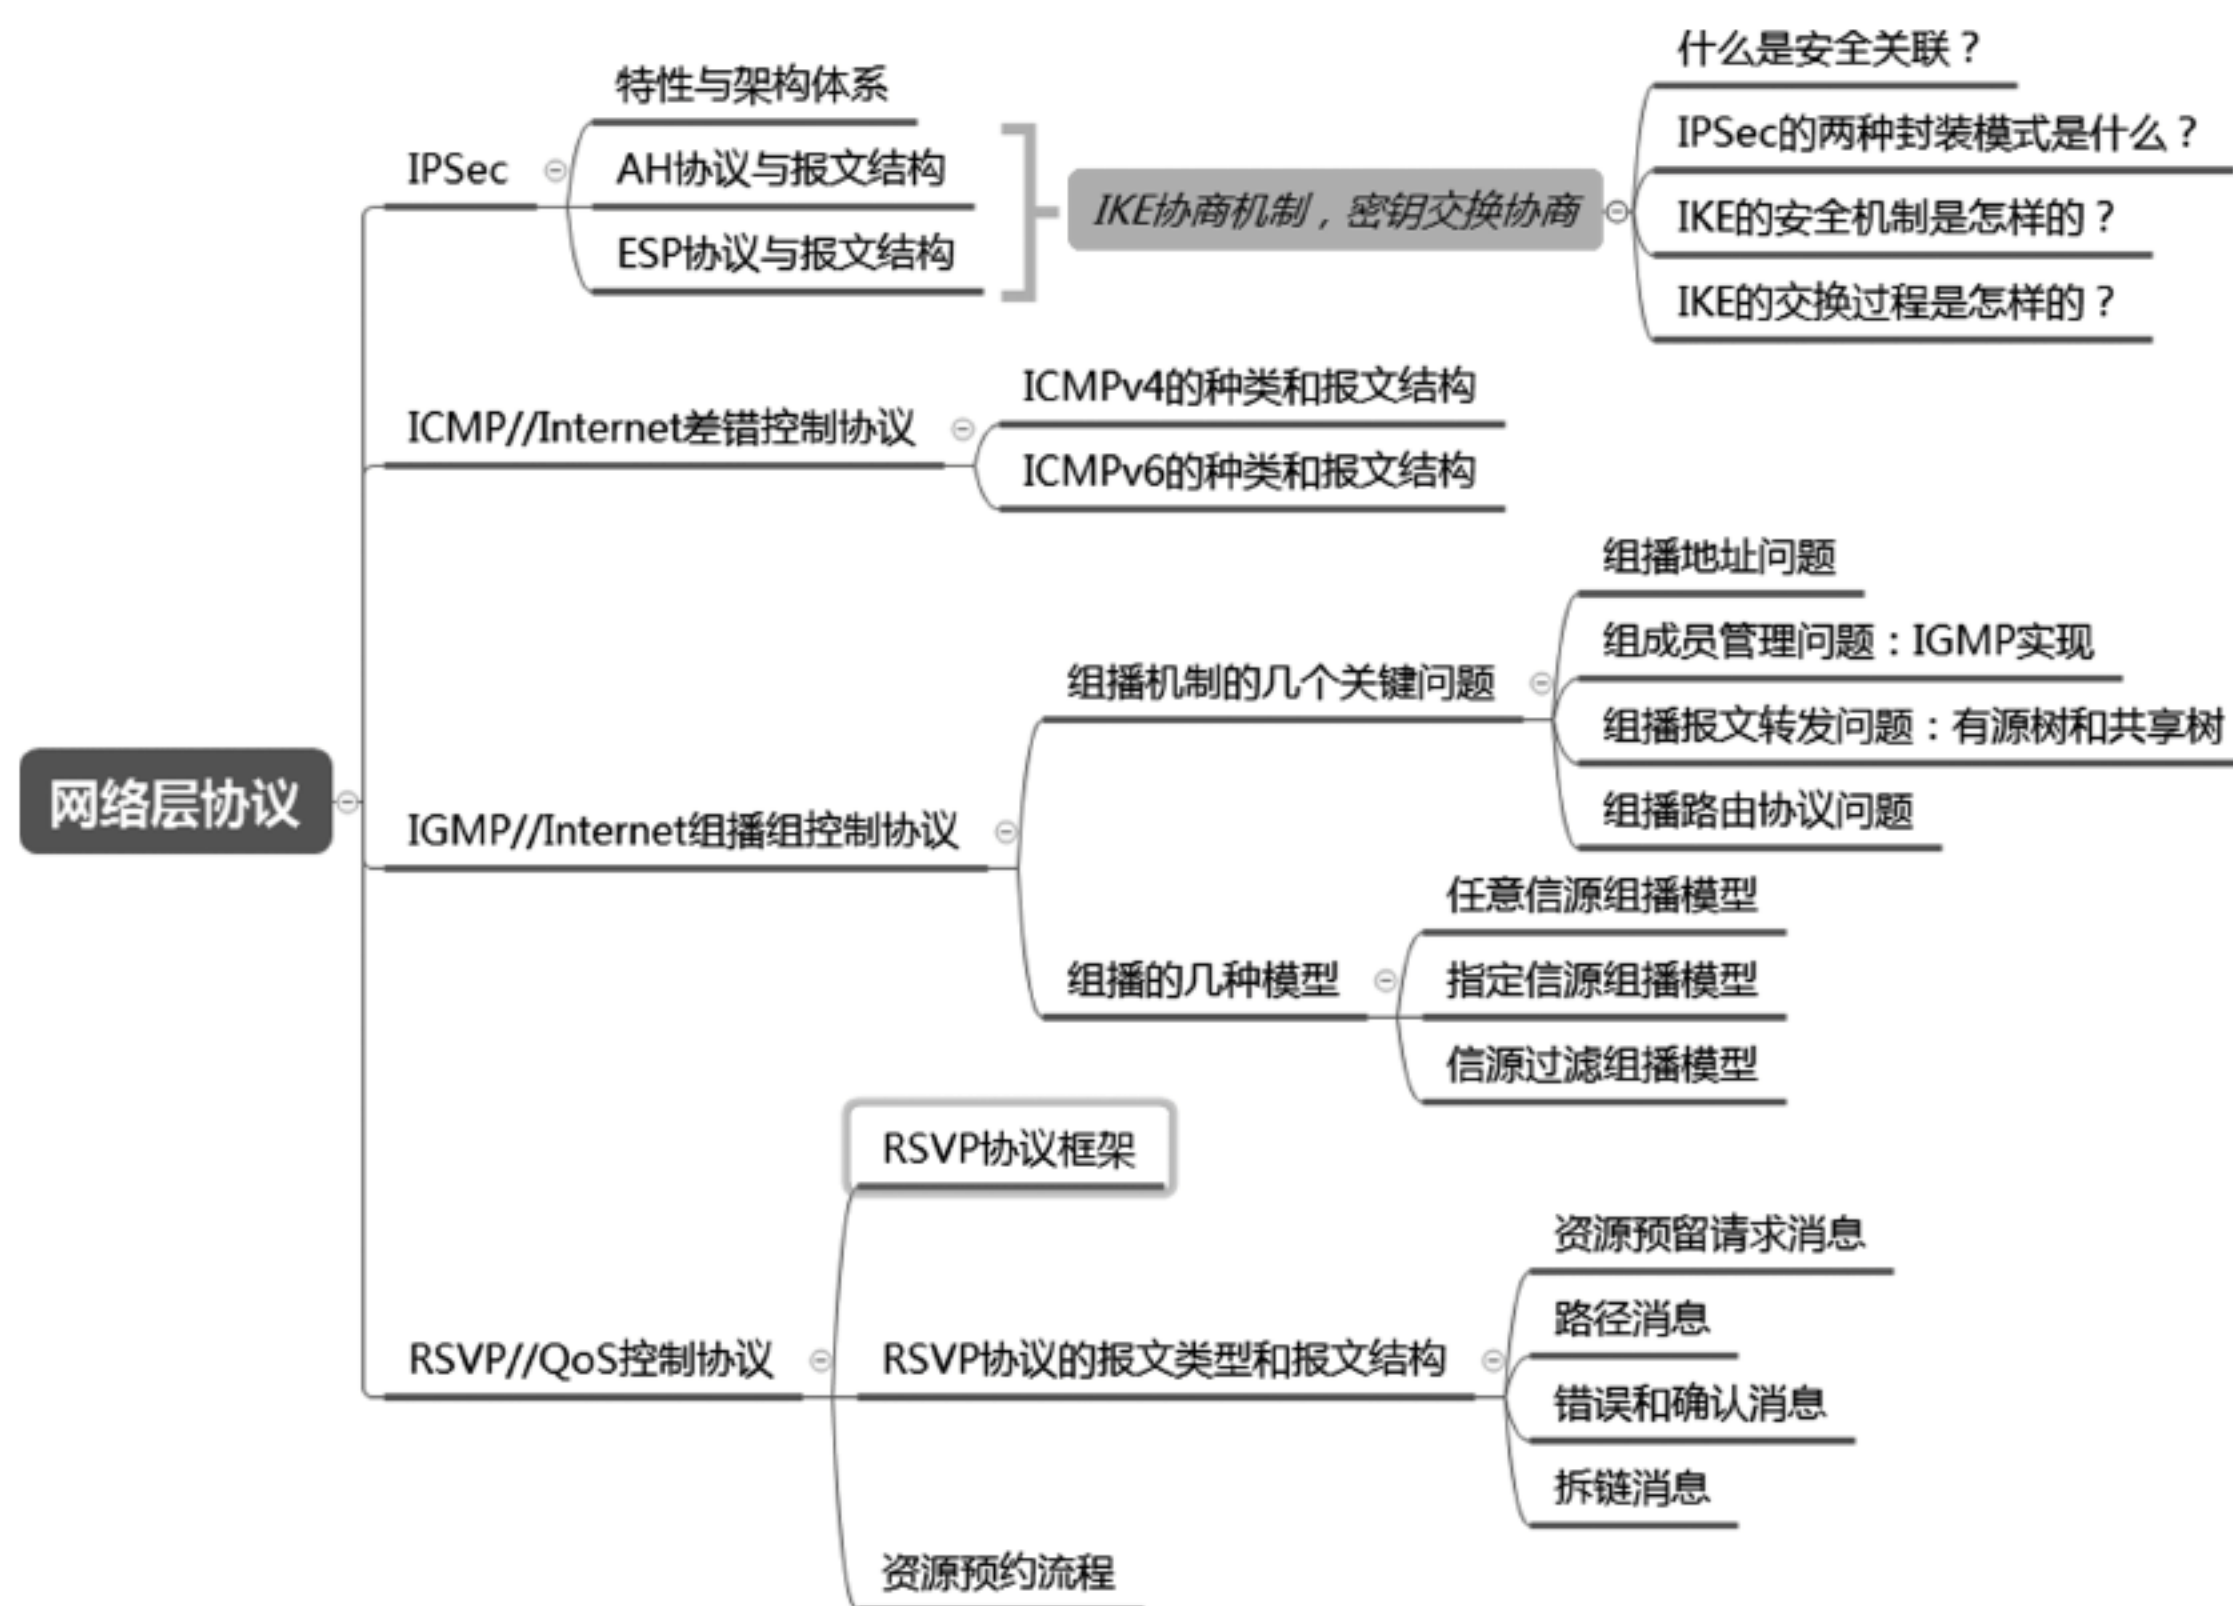 网络层协议
IPSec
特性与架构体系
AH协议与报文结构
ESP协议与报文结构
IKE协商机制，密钥交换协商
什么是安全关联？
IPSec的两种封装模式是什么？
IKE的安全机制是怎样的？
IKE的交换过程是怎样的？
ICMP//Internet差错控制协议
ICMPv4的种类和报文结构
ICMPv6的种类和报文结构
IGMP//Internet组播组控制协议
组播机制的几个关键问题
组播地址问题
组成员管理问题：IGMP实现
组播报文转发问题：有源树和共享树
组播路由协议问题
组播的几种模型
任意信源组播模型
指定信源组播模型
信源过滤组播模型
RSVP//QoS控制协议
RSVP协议框架
RSVP协议的报文类型和报文结构
资源预留请求消息
路径消息
错误和确认消息
拆链消息
资源预约流程